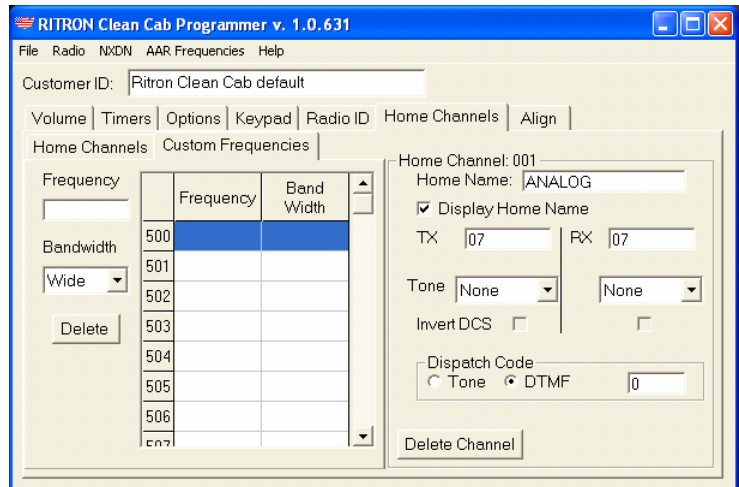 RITRON Clean Cab Programmer v. 1.0.631
File Radio NXDN AAR Frequencies Help
Customer ID: Ritron Clean Cab default
Volume Timers Options Keypad Radio ID Home Channels Align
Home Channels Custom Frequencies
Frequency
Bandwidth
Wide
Delete
Frequency Band Width
500
501
502
503
504
505
506
507
Home Channel: 001
Home Name: ANALOG
Display Home Name
TX 07 RX 07
Tone None None
Invert DCS
Dispatch Code
Tone DTMF 0
Delete Channel